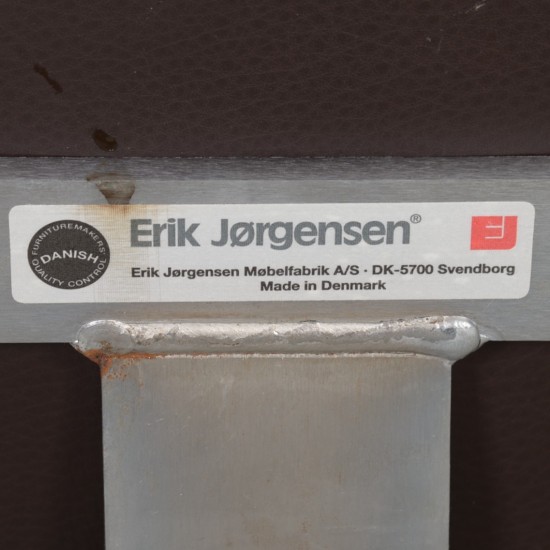 FURNITUREMAKERS
DANISH
QUALITY CONTROL
Erik Jørgensen®
Erik Jørgensen Møbelfabrik A/S · DK-5700 Svendborg
Made in Denmark